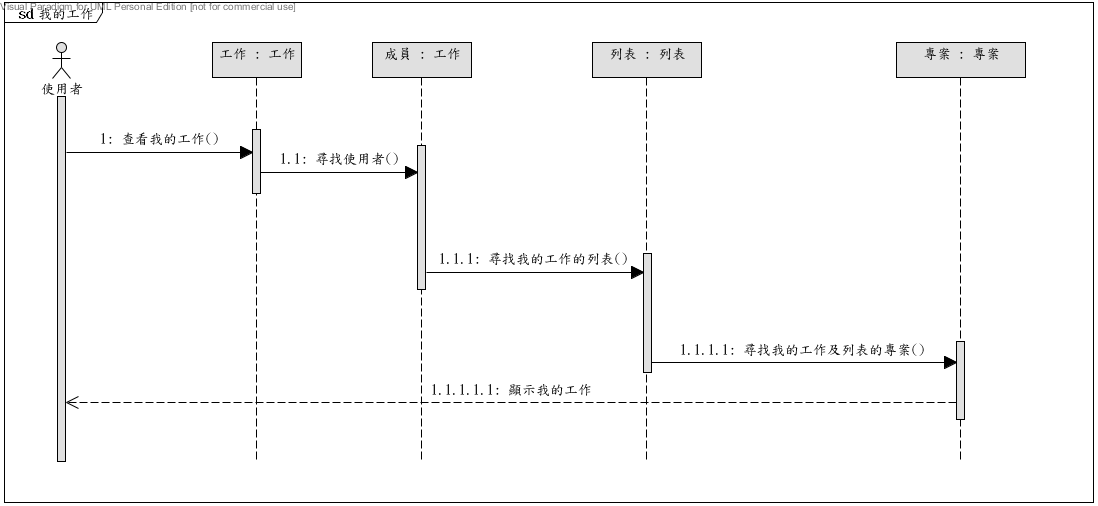 Visual Paradigm for UML Personal Edition [not for commercial use]
sd 我的工作
工作 : 工作
成員 : 工作
列表 : 列表
專案 : 專案
使用者
1: 查看我的工作()
1.1: 尋找使用者()
1.1.1: 尋找我的工作的列表()
1.1.1.1: 尋找我的工作及列表的專案()
1.1.1.1.1: 顯示我的工作